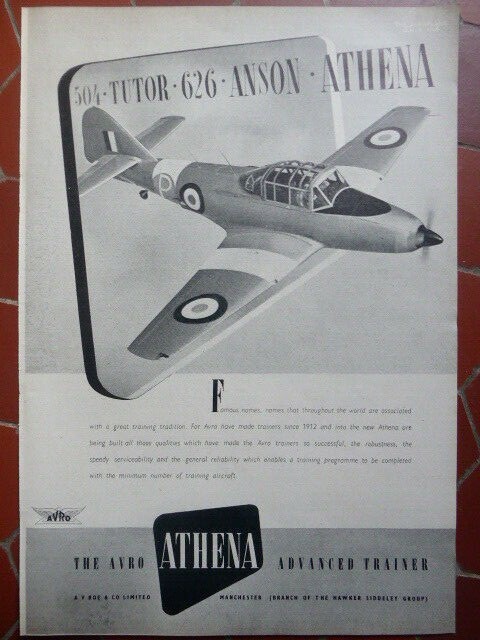 504 · TUTOR · 626 · ANSON · ATHENA
P
Famous names, names that throughout the world are associated
with a great training tradition. For Avro have made trainers since 1912 and into the new Athena are
being built all those qualities which have made the Avro trainers so successful, the robustness, the
speedy serviceability and the general reliability which enables a training programme to be completed
with the minimum number of training aircraft.
AVRO
THE AVRO ATHENA ADVANCED TRAINER
A V ROE & CO LIMITED MANCHESTER (BRANCH OF THE HAWKER SIDDELEY GROUP)